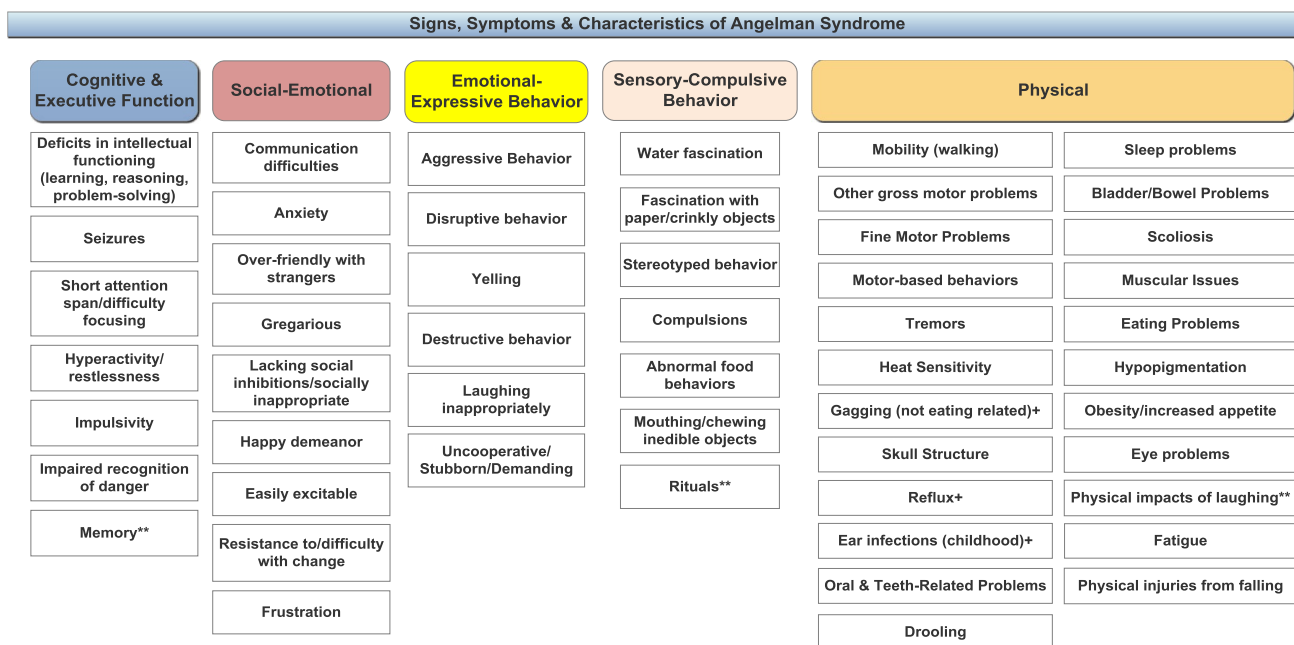 Signs, Symptoms & Characteristics of Angelman Syndrome
Cognitive &
Executive Function
Deficits in intellectual
functioning
(learning, reasoning,
problem-solving)
Seizures
Short attention
span/difficulty
focusing
Hyperactivity/
restlessness
Impulsivity
Impaired recognition
of danger
Memory**
Social-Emotional
Communication
difficulties
Anxiety
Over-friendly with
strangers
Gregarious
Lacking social
inhibitions/socially
inappropriate
Happy demeanor
Easily excitable
Resistance to/difficulty
with change
Frustration
Emotional-
Expressive Behavior
Aggressive Behavior
Disruptive behavior
Yelling
Destructive behavior
Laughing
inappropriately
Uncooperative/
Stubborn/Demanding
Sensory-Compulsive
Behavior
Water fascination
Fascination with
paper/crinkly objects
Stereotyped behavior
Compulsions
Abnormal food
behaviors
Mouthing/chewing
inedible objects
Rituals**
Physical
Mobility (walking)
Other gross motor problems
Fine Motor Problems
Motor-based behaviors
Tremors
Heat Sensitivity
Gagging (not eating related)+
Skull Structure
Reflux+
Ear infections (childhood)+
Oral & Teeth-Related Problems
Drooling
Sleep problems
Bladder/Bowel Problems
Scoliosis
Muscular Issues
Eating Problems
Hypopigmentation
Obesity/increased appetite
Eye problems
Physical impacts of laughing**
Fatigue
Physical injuries from falling